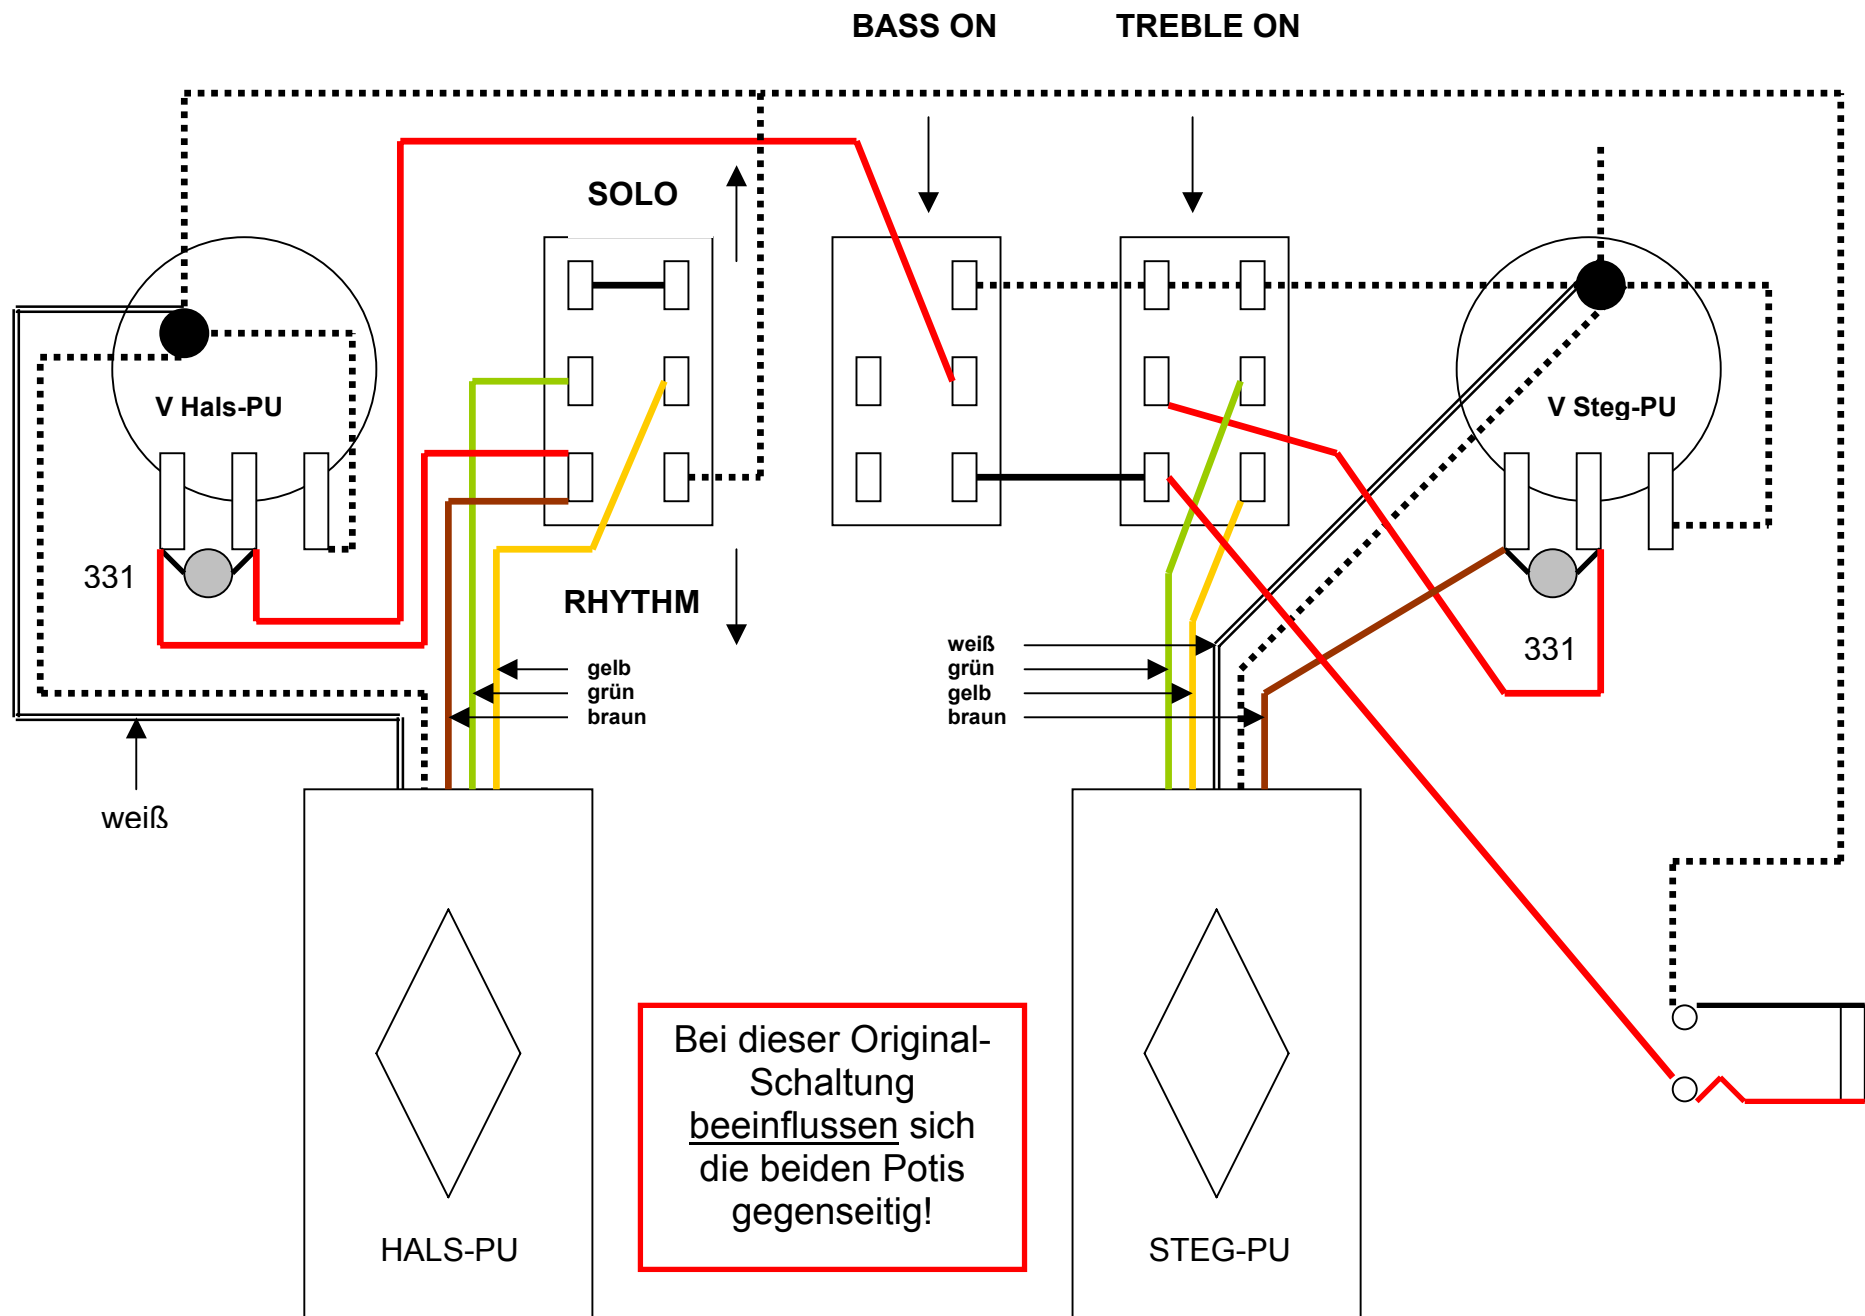 BASS ON
TREBLE ON
SOLO
V Hals-PU
V Steg-PU
331
RHYTHM
331
gelb
grün
braun
weiß
grün
gelb
braun
weiß
Bei dieser Original-
Schaltung
beeinflussen sich
die beiden Potis
gegenseitig!
HALS-PU
STEG-PU